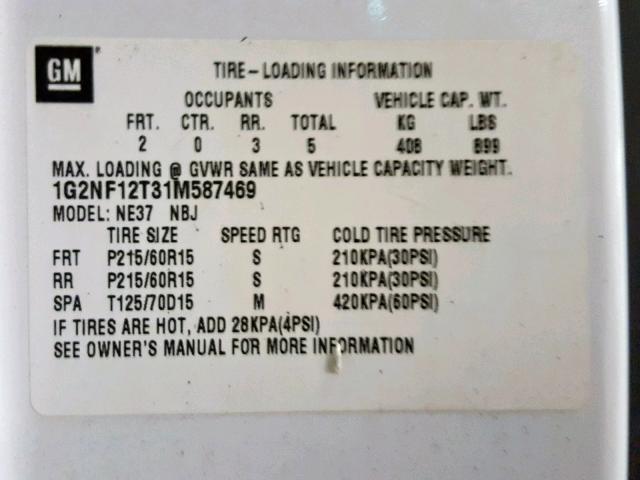 GM
TIRE-LOADING INFORMATION
OCCUPANTS VEHICLE CAP. WT.
FRT. CTR. RR. TOTAL KG LBS
2 0 3 5 408 899
MAX. LOADING @ GVWR SAME AS VEHICLE CAPACITY WEIGHT.
1G2NF12T31M587469
MODEL: NE37 NBJ
TIRE SIZE SPEED RTG COLD TIRE PRESSURE
FRT P215/60R15 S 210KPA(30PSI)
RR P215/60R15 S 210KPA(30PSI)
SPA T125/70D15 M 420KPA(60PSI)
IF TIRES ARE HOT, ADD 28KPA(4PSI)
SEE OWNER'S MANUAL FOR MORE INFORMATION